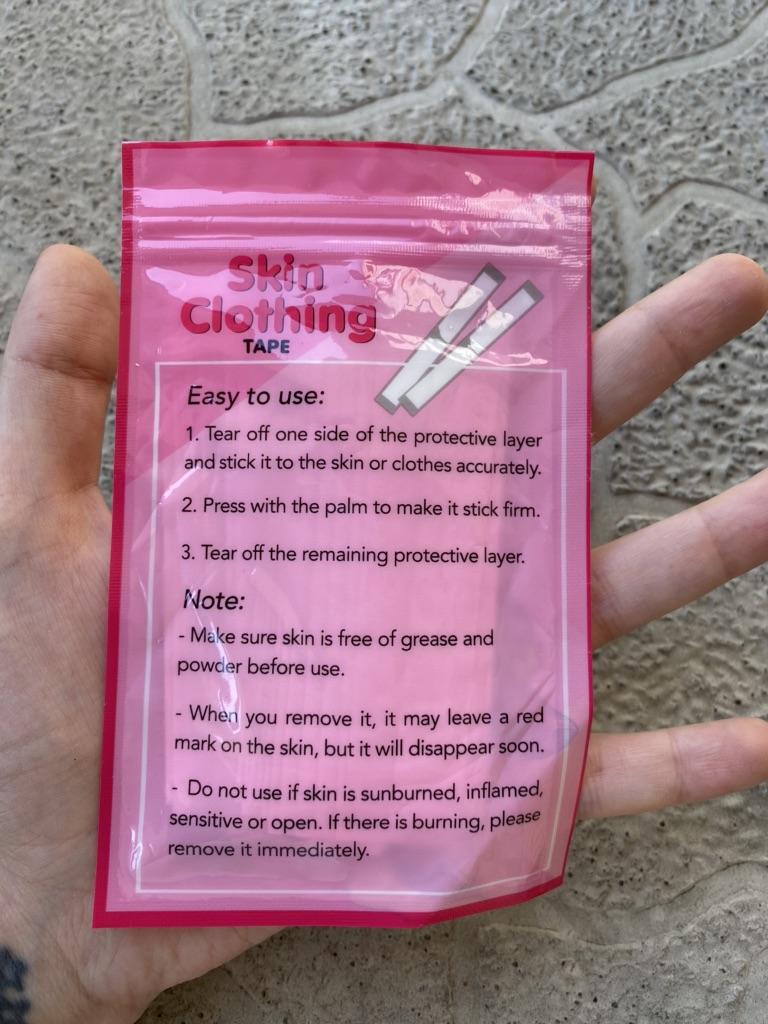 Skin
Clothing
TAPE
Easy to use:
1. Tear off one side of the protective layer
and stick it to the skin or clothes accurately.
2. Press with the palm to make it stick firm.
3. Tear off the remaining protective layer.
Note:
- Make sure skin is free of grease and
powder before use.
- When you remove it, it may leave a red
mark on the skin, but it will disappear soon.
- Do not use if skin is sunburned, inflamed,
sensitive or open. If there is burning, please
remove it immediately.